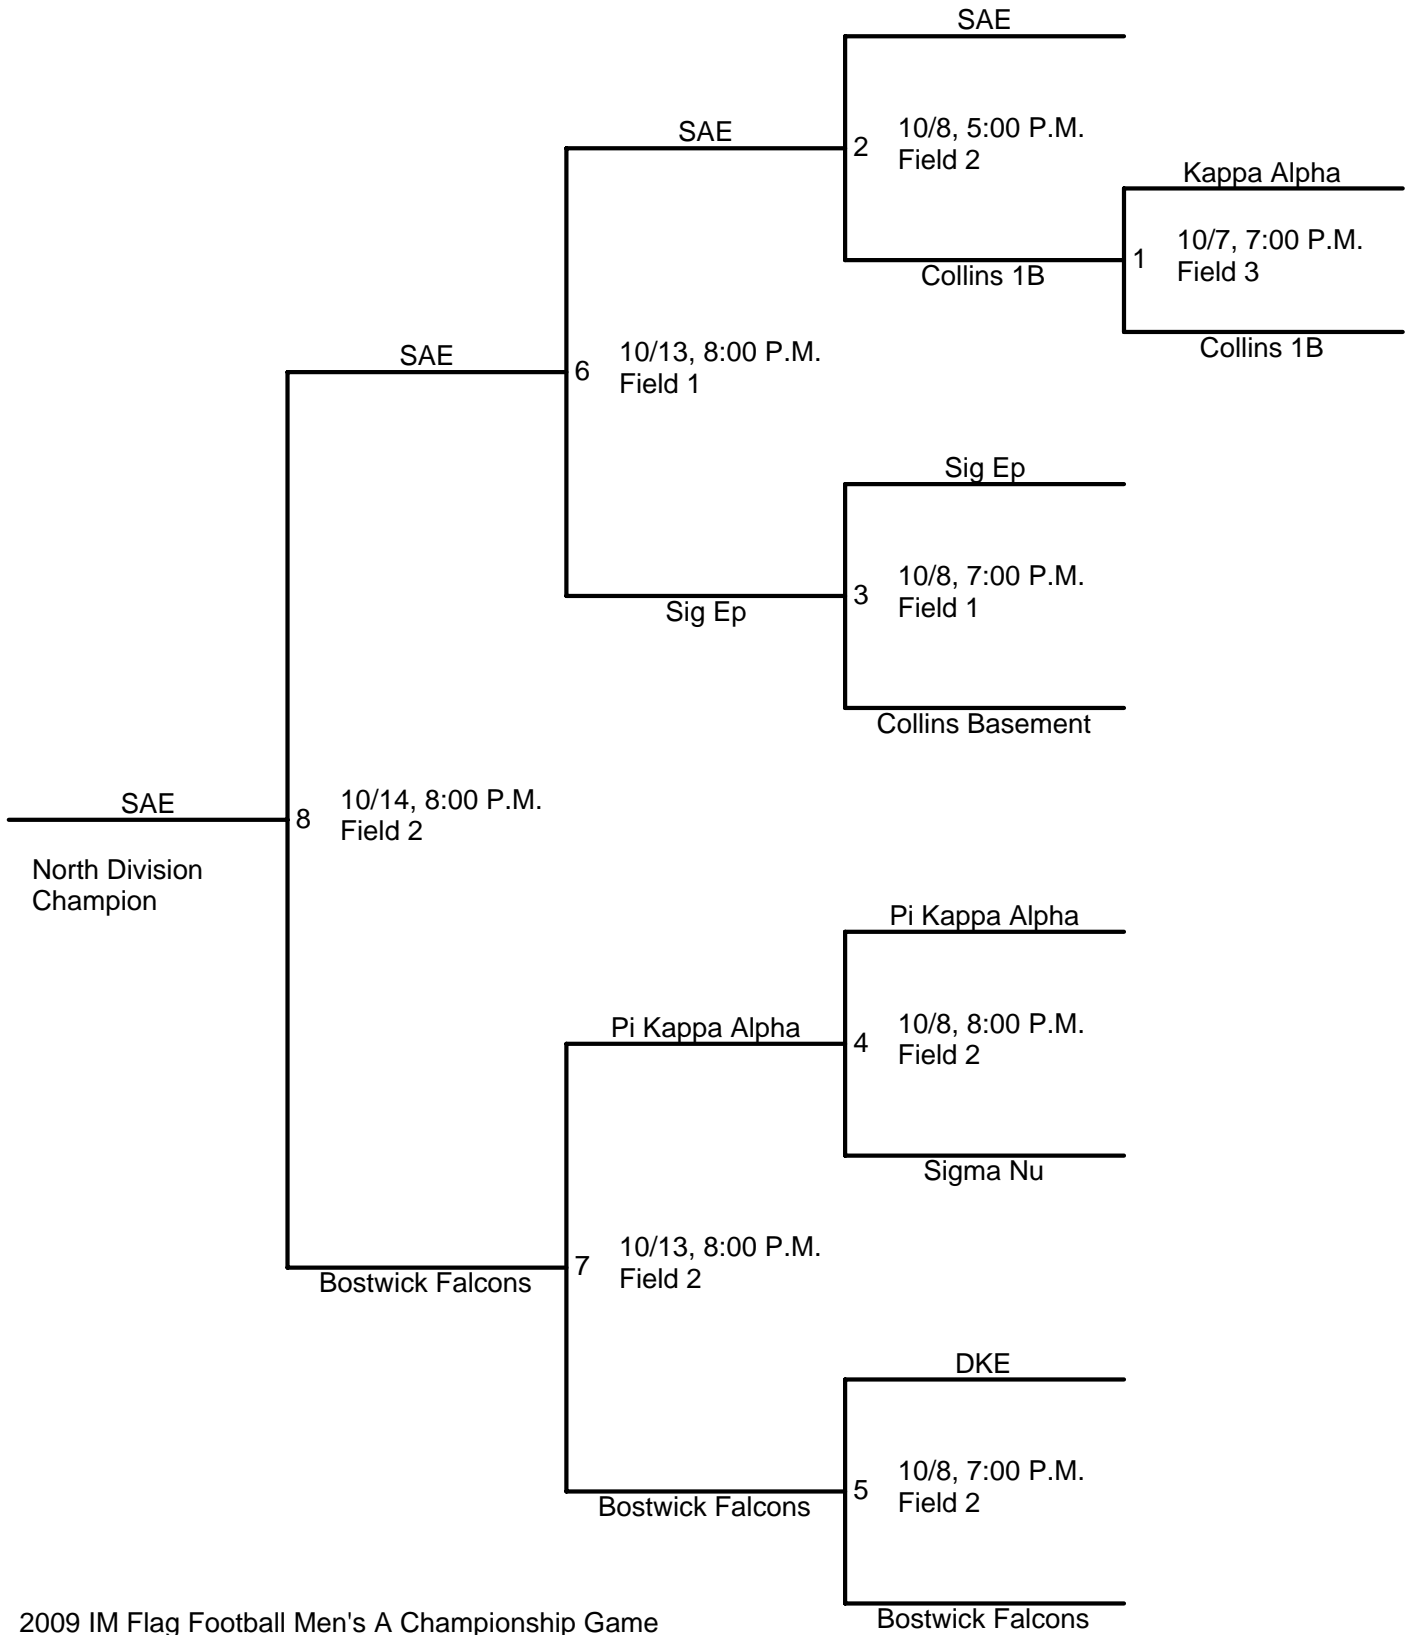 SAE
SAE
2
10/8, 5:00 P.M.
Field 2
Kappa Alpha
1
10/7, 7:00 P.M.
Field 3
Collins 1B
Collins 1B
SAE
6
10/13, 8:00 P.M.
Field 1
Sig Ep
3
10/8, 7:00 P.M.
Field 1
Sig Ep
Collins Basement
SAE
8
10/14, 8:00 P.M.
Field 2
North Division
Champion
Pi Kappa Alpha
Pi Kappa Alpha
4
10/8, 8:00 P.M.
Field 2
Sigma Nu
7
10/13, 8:00 P.M.
Field 2
Bostwick Falcons
DKE
5
10/8, 7:00 P.M.
Field 2
Bostwick Falcons
Bostwick Falcons
2009 IM Flag Football Men's A Championship Game